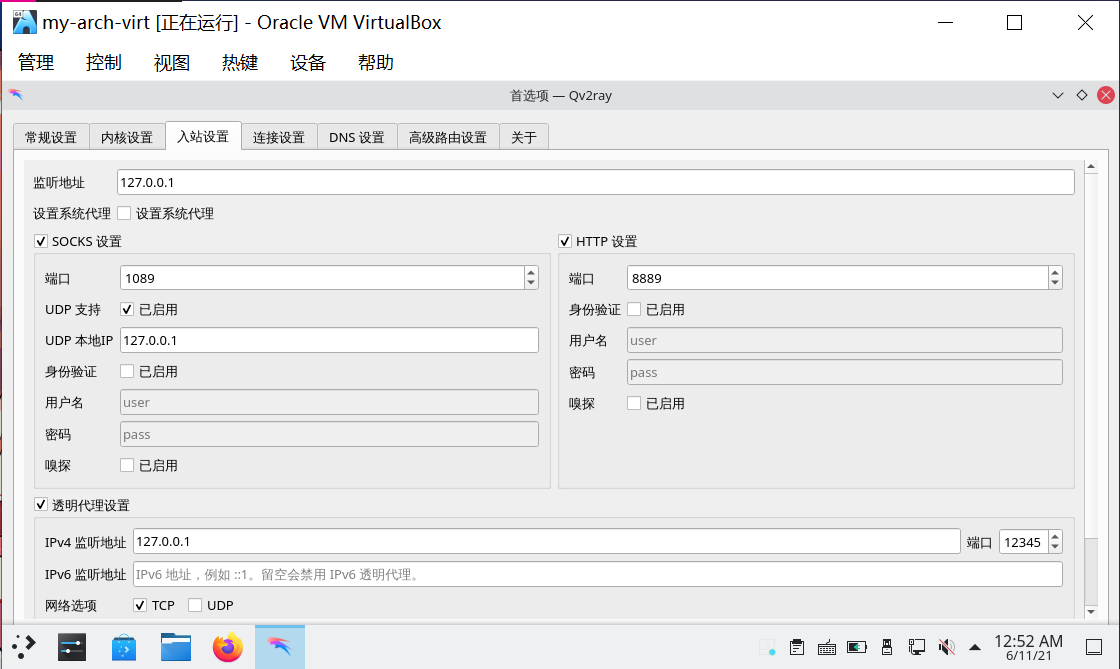 my-arch-virt [正在运行] - Oracle VM VirtualBox
管理 控制 视图 热键 设备 帮助
首选项 — Qv2ray
常规设置 内核设置 入站设置 连接设置 DNS 设置 高级路由设置 关于
监听地址 127.0.0.1
设置系统代理 设置系统代理
SOCKS 设置
端口 1089
UDP 支持 已启用
UDP 本地IP 127.0.0.1
身份验证 已启用
用户名 user
密码 pass
嗅探 已启用
HTTP 设置
端口 8889
身份验证 已启用
用户名 user
密码 pass
嗅探 已启用
透明代理设置
IPv4 监听地址 127.0.0.1 端口 12345
IPv6 监听地址 IPv6 地址，例如 ::1。留空会禁用 IPv6 透明代理。
网络选项 TCP UDP
12:52 AM
6/11/21